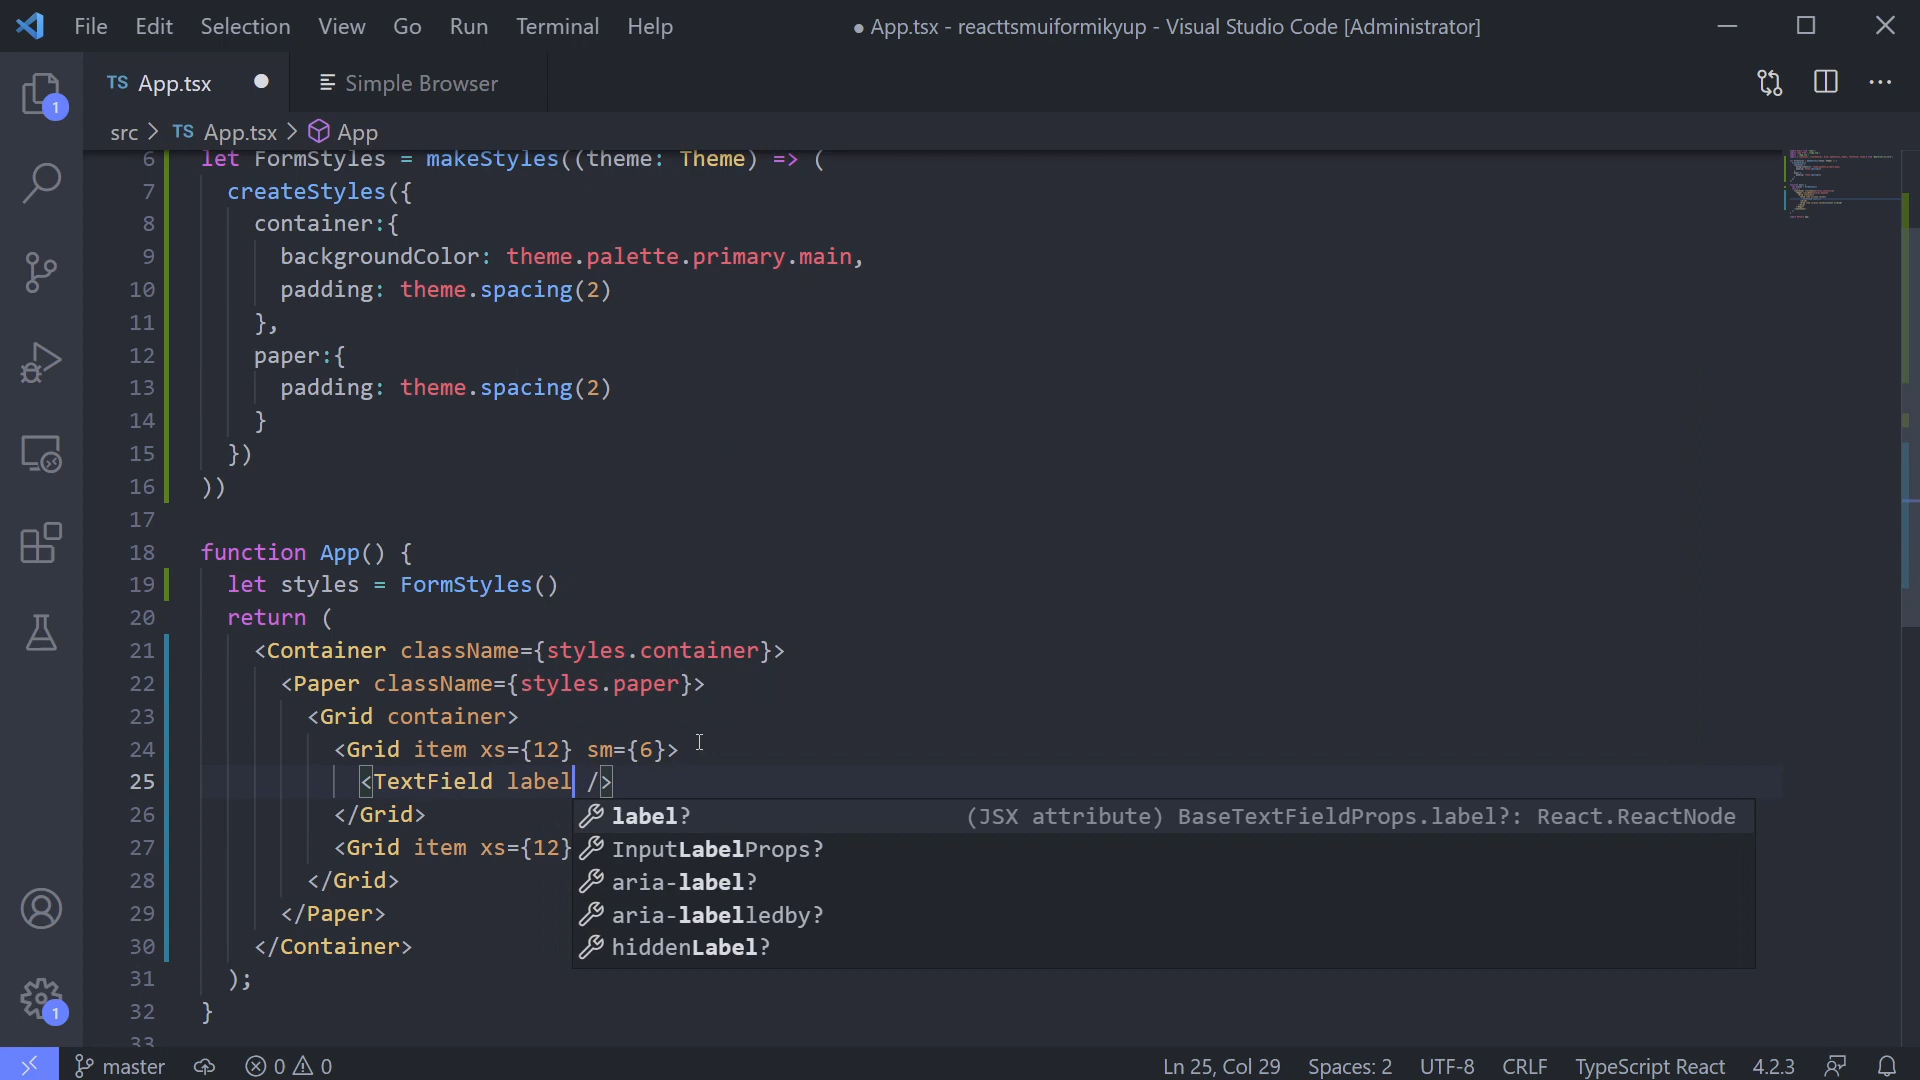 File Edit Selection View Go Run Terminal Help ● App.tsx - reacttsmuiformikyup - Visual Studio Code [Administrator]
TS App.tsx Simple Browser
1
src > TS App.tsx > App
6 let FormStyles = makeStyles((theme: Theme) => (
7 createStyles({
8 container:{
9 backgroundColor: theme.palette.primary.main,
10 padding: theme.spacing(2)
11 },
12 paper:{
13 padding: theme.spacing(2)
14 }
15 })
16 ))
17
18 function App() {
19 let styles = FormStyles()
20 return (
21 <Container className={styles.container}>
22 <Paper className={styles.paper}>
23 <Grid container>
24 <Grid item xs={12} sm={6}>
25 <TextField label />
26 </Grid>
27 <Grid item xs={12}
28 </Grid>
29 </Paper>
30 </Container>
31 );
32 }
33
label? (JSX attribute) BaseTextFieldProps.label?: React.ReactNode
InputLabelProps?
aria-label?
aria-labelledby?
hiddenLabel?
1
master 0 0 Ln 25, Col 29 Spaces: 2 UTF-8 CRLF TypeScript React 4.2.3